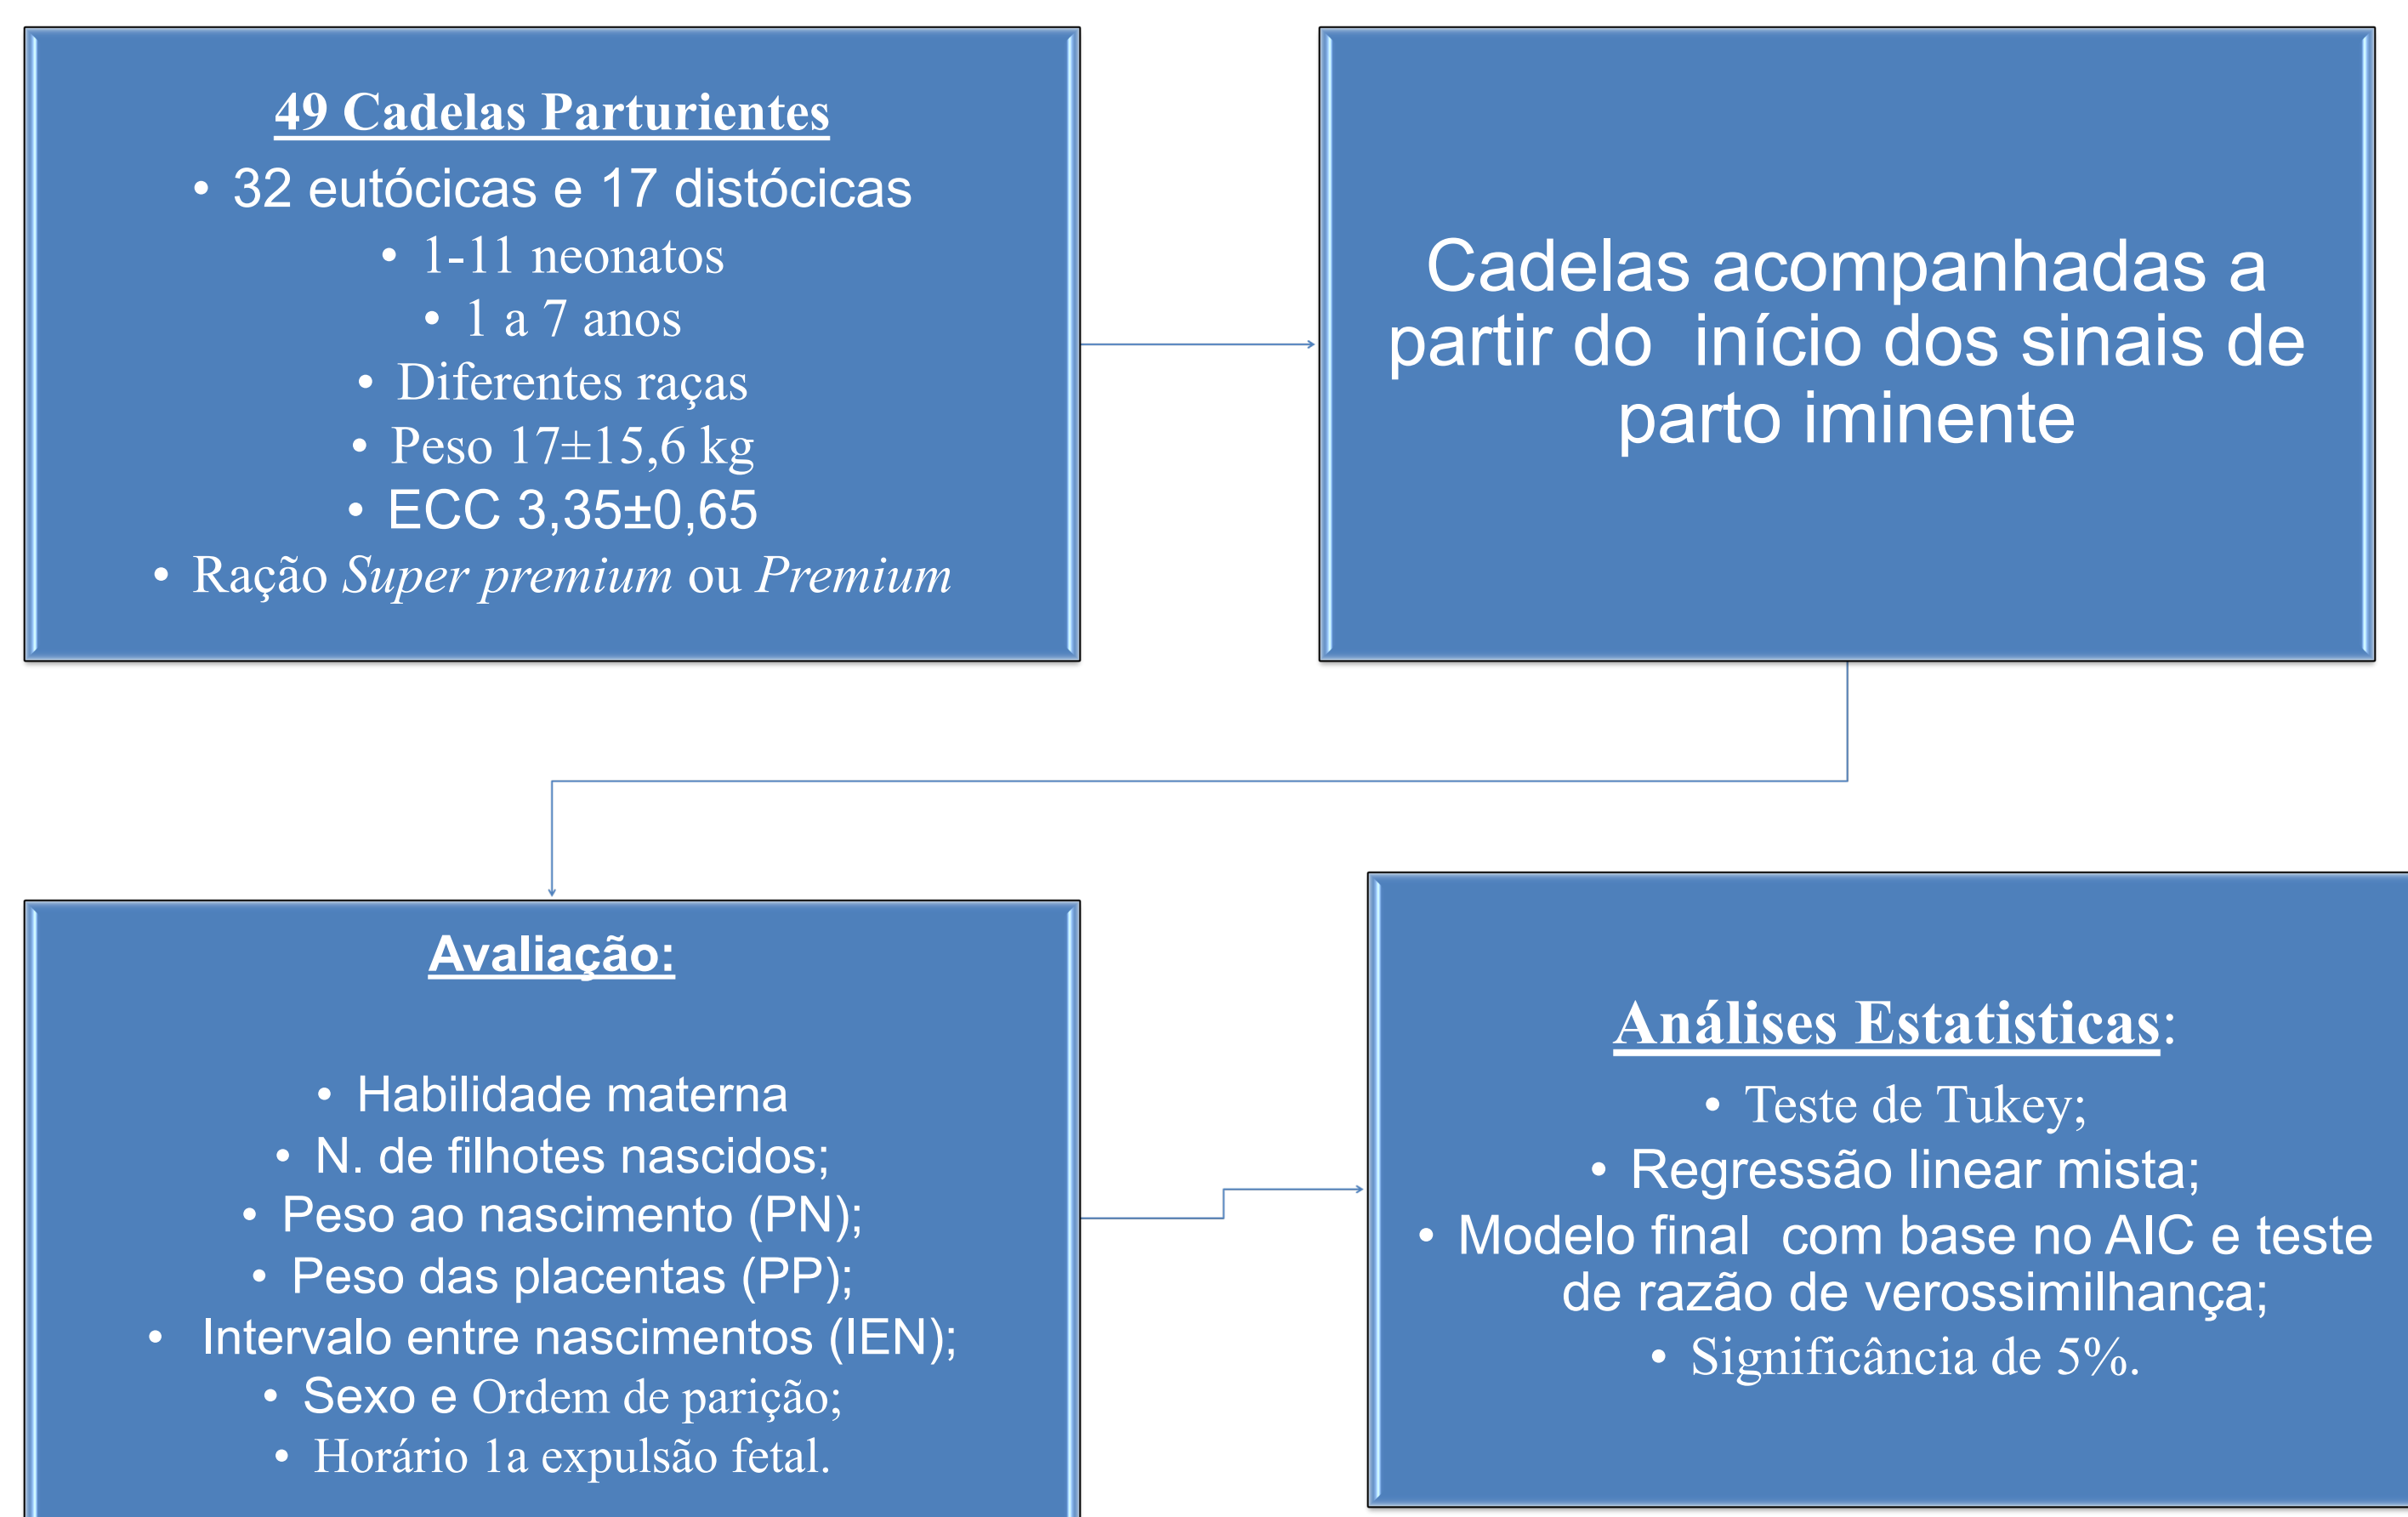 49 Cadelas Parturientes
• 32 eutócicas e 17 distócicas
• 1-11 neonatos
• 1 a 7 anos
• Diferentes raças
• Peso 17±15,6 kg
• ECC 3,35±0,65
• Ração Super premium ou Premium
Cadelas acompanhadas a
partir do início dos sinais de
parto iminente
Avaliação:
• Habilidade materna
• N. de filhotes nascidos;
• Peso ao nascimento (PN);
• Peso das placentas (PP);
• Intervalo entre nascimentos (IEN);
• Sexo e Ordem de parição;
• Horário 1a expulsão fetal.
Análises Estatisticas:
• Teste de Tukey;
• Regressão linear mista;
• Modelo final com base no AIC e teste
de razão de verossimilhança;
• Significância de 5%.